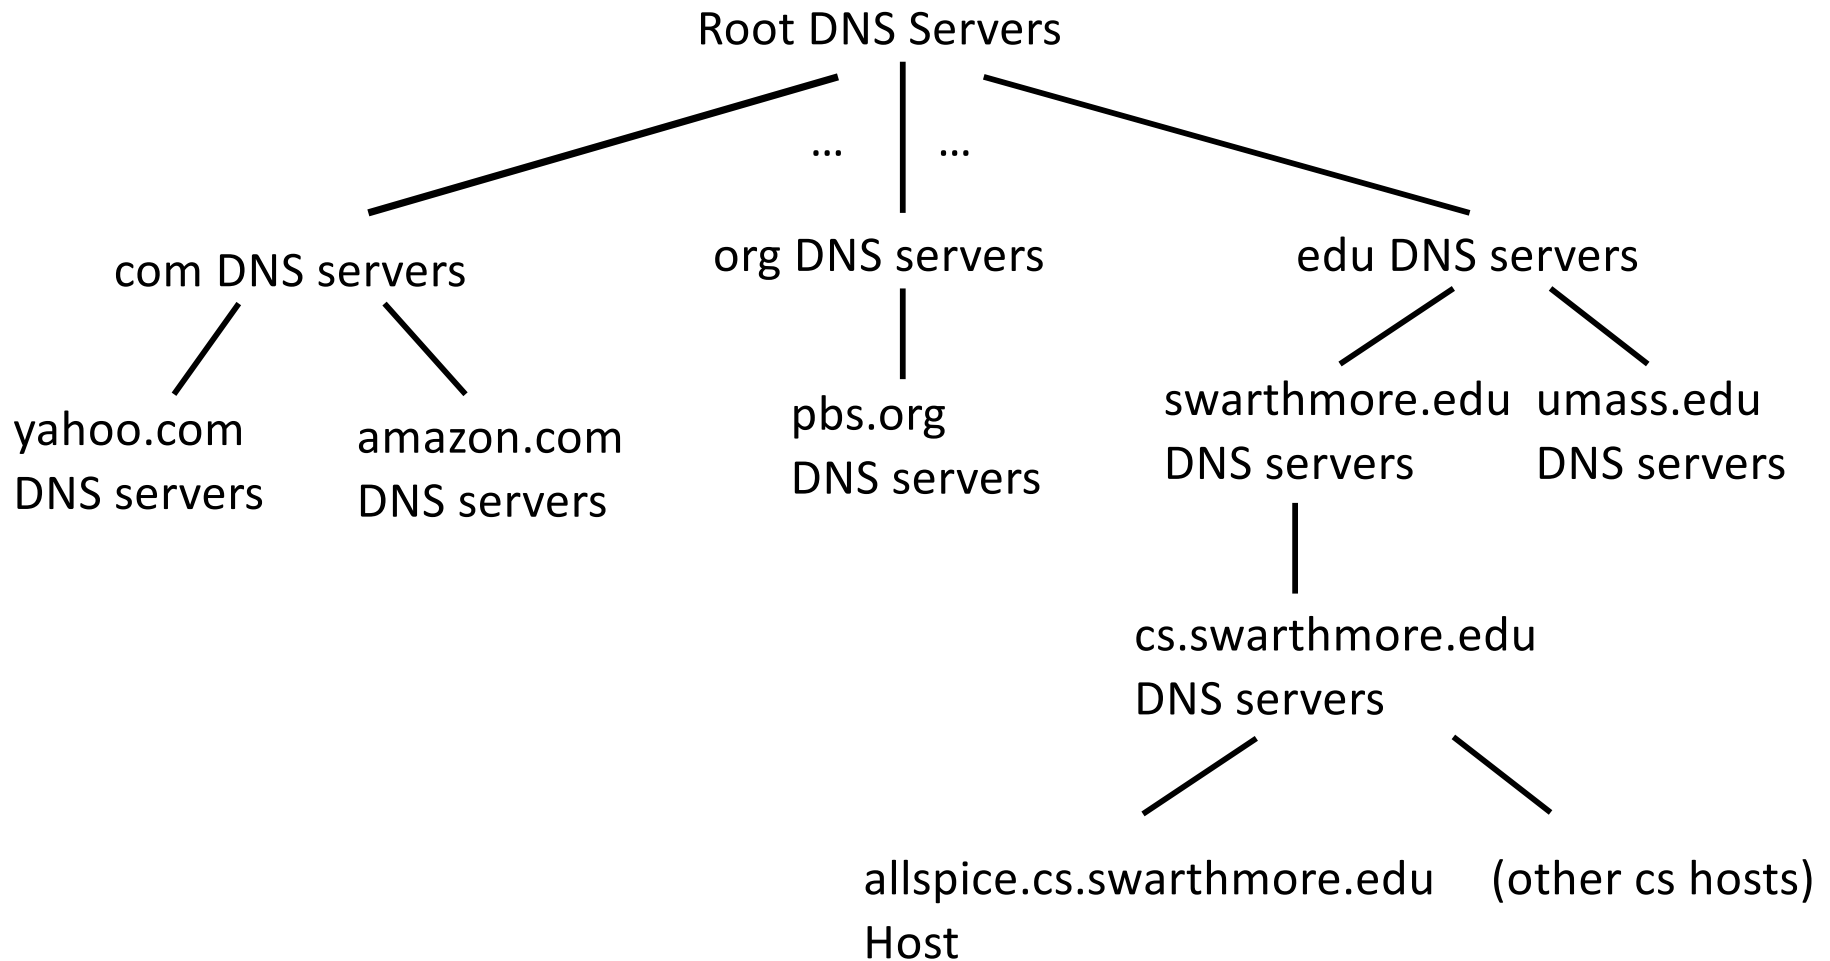 Root DNS Servers
... ...
com DNS servers
org DNS servers
edu DNS servers
yahoo.com
DNS servers
amazon.com
DNS servers
pbs.org
DNS servers
swarthmore.edu
DNS servers
umass.edu
DNS servers
cs.swarthmore.edu
DNS servers
allspice.cs.swarthmore.edu
Host
(other cs hosts)